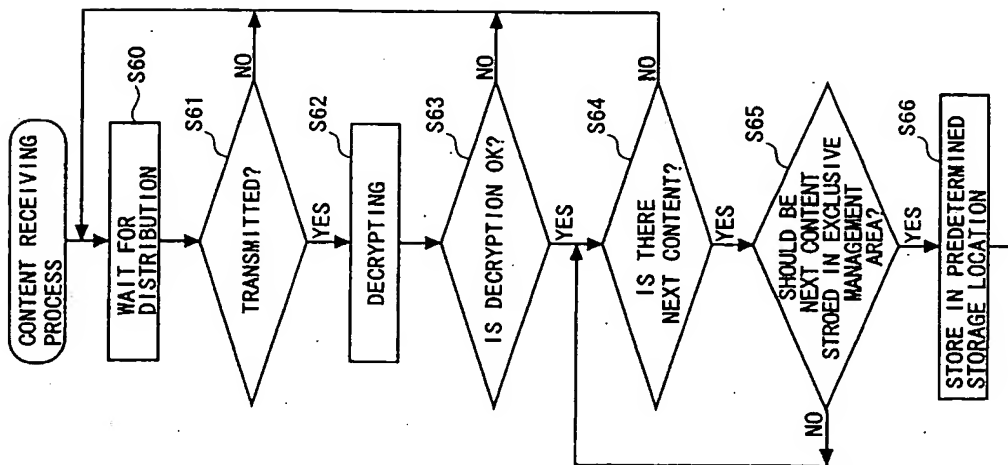 CONTENT RECEIVING
PROCESS
S60
WAIT FOR
DISTRIBUTION
S61
TRANSMITTED?
NO
YES
S62
DECRYPTING
S63
IS DECRYPTION OK?
NO
YES
S64
IS THERE
NEXT CONTENT?
NO
YES
S65
SHOULD BE
NEXT CONTENT
STROED IN EXCLUSIVE
MANAGEMENT
AREA?
NO
YES
S66
STORE IN PREDETERMINED
STORAGE LOCATION